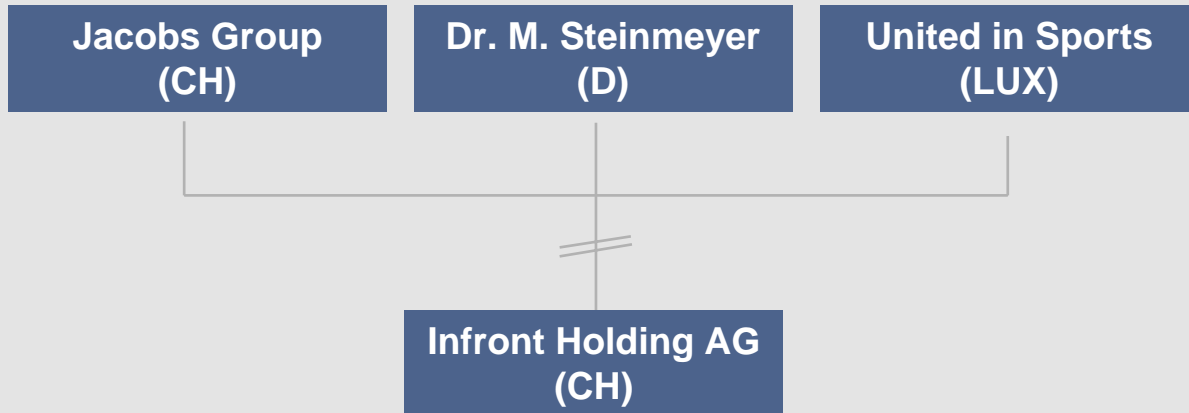 Jacobs Group
(CH)
Dr. M. Steinmeyer
(D)
United in Sports
(LUX)
Infront Holding AG
(CH)